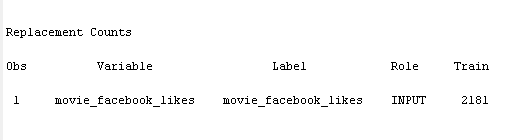 Replacement Counts
Obs Variable Label Role Train
1 movie_facebook_likes movie_facebook_likes INPUT 2181